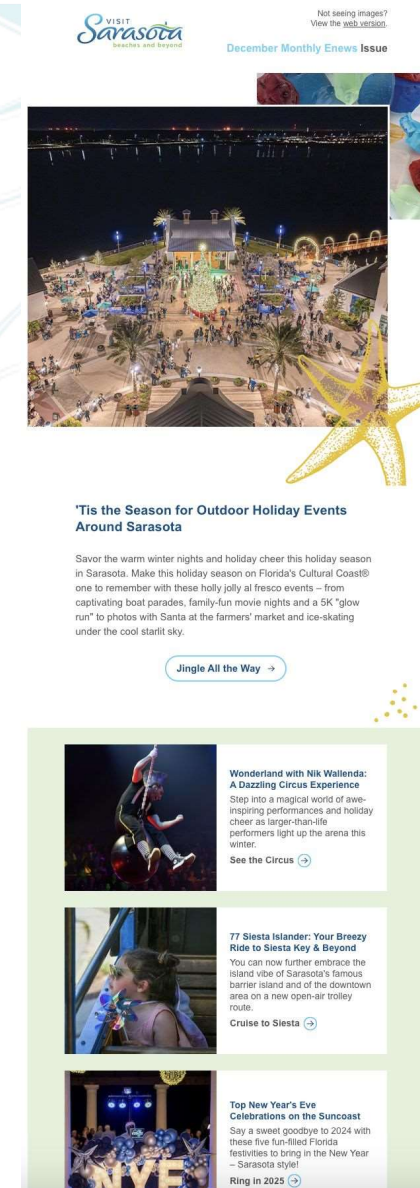 VISIT
Sarasota
beaches and beyond
Not seeing images?
View the web version.
December Monthly Enews Issue
'Tis the Season for Outdoor Holiday Events
Around Sarasota
Savor the warm winter nights and holiday cheer this holiday season
in Sarasota. Make this holiday season on Florida's Cultural Coast®
one to remember with these holly jolly al fresco events – from
captivating boat parades, family-fun movie nights and a 5K "glow
run" to photos with Santa at the farmers' market and ice-skating
under the cool starlit sky.
Jingle All the Way →
Wonderland with Nik Wallenda:
A Dazzling Circus Experience
Step into a magical world of awe-
inspiring performances and holiday
cheer as larger-than-life
performers light up the arena this
winter.
See the Circus →
77 Siesta Islander: Your Breezy
Ride to Siesta Key & Beyond
You can now further embrace the
island vibe of Sarasota's famous
barrier island and of the downtown
area on a new open-air trolley
route.
Cruise to Siesta →
NYE
Top New Year's Eve
Celebrations on the Suncoast
Say a sweet goodbye to 2024 with
these five fun-filled Florida
festivities to bring in the New Year
– Sarasota style!
Ring in 2025 →